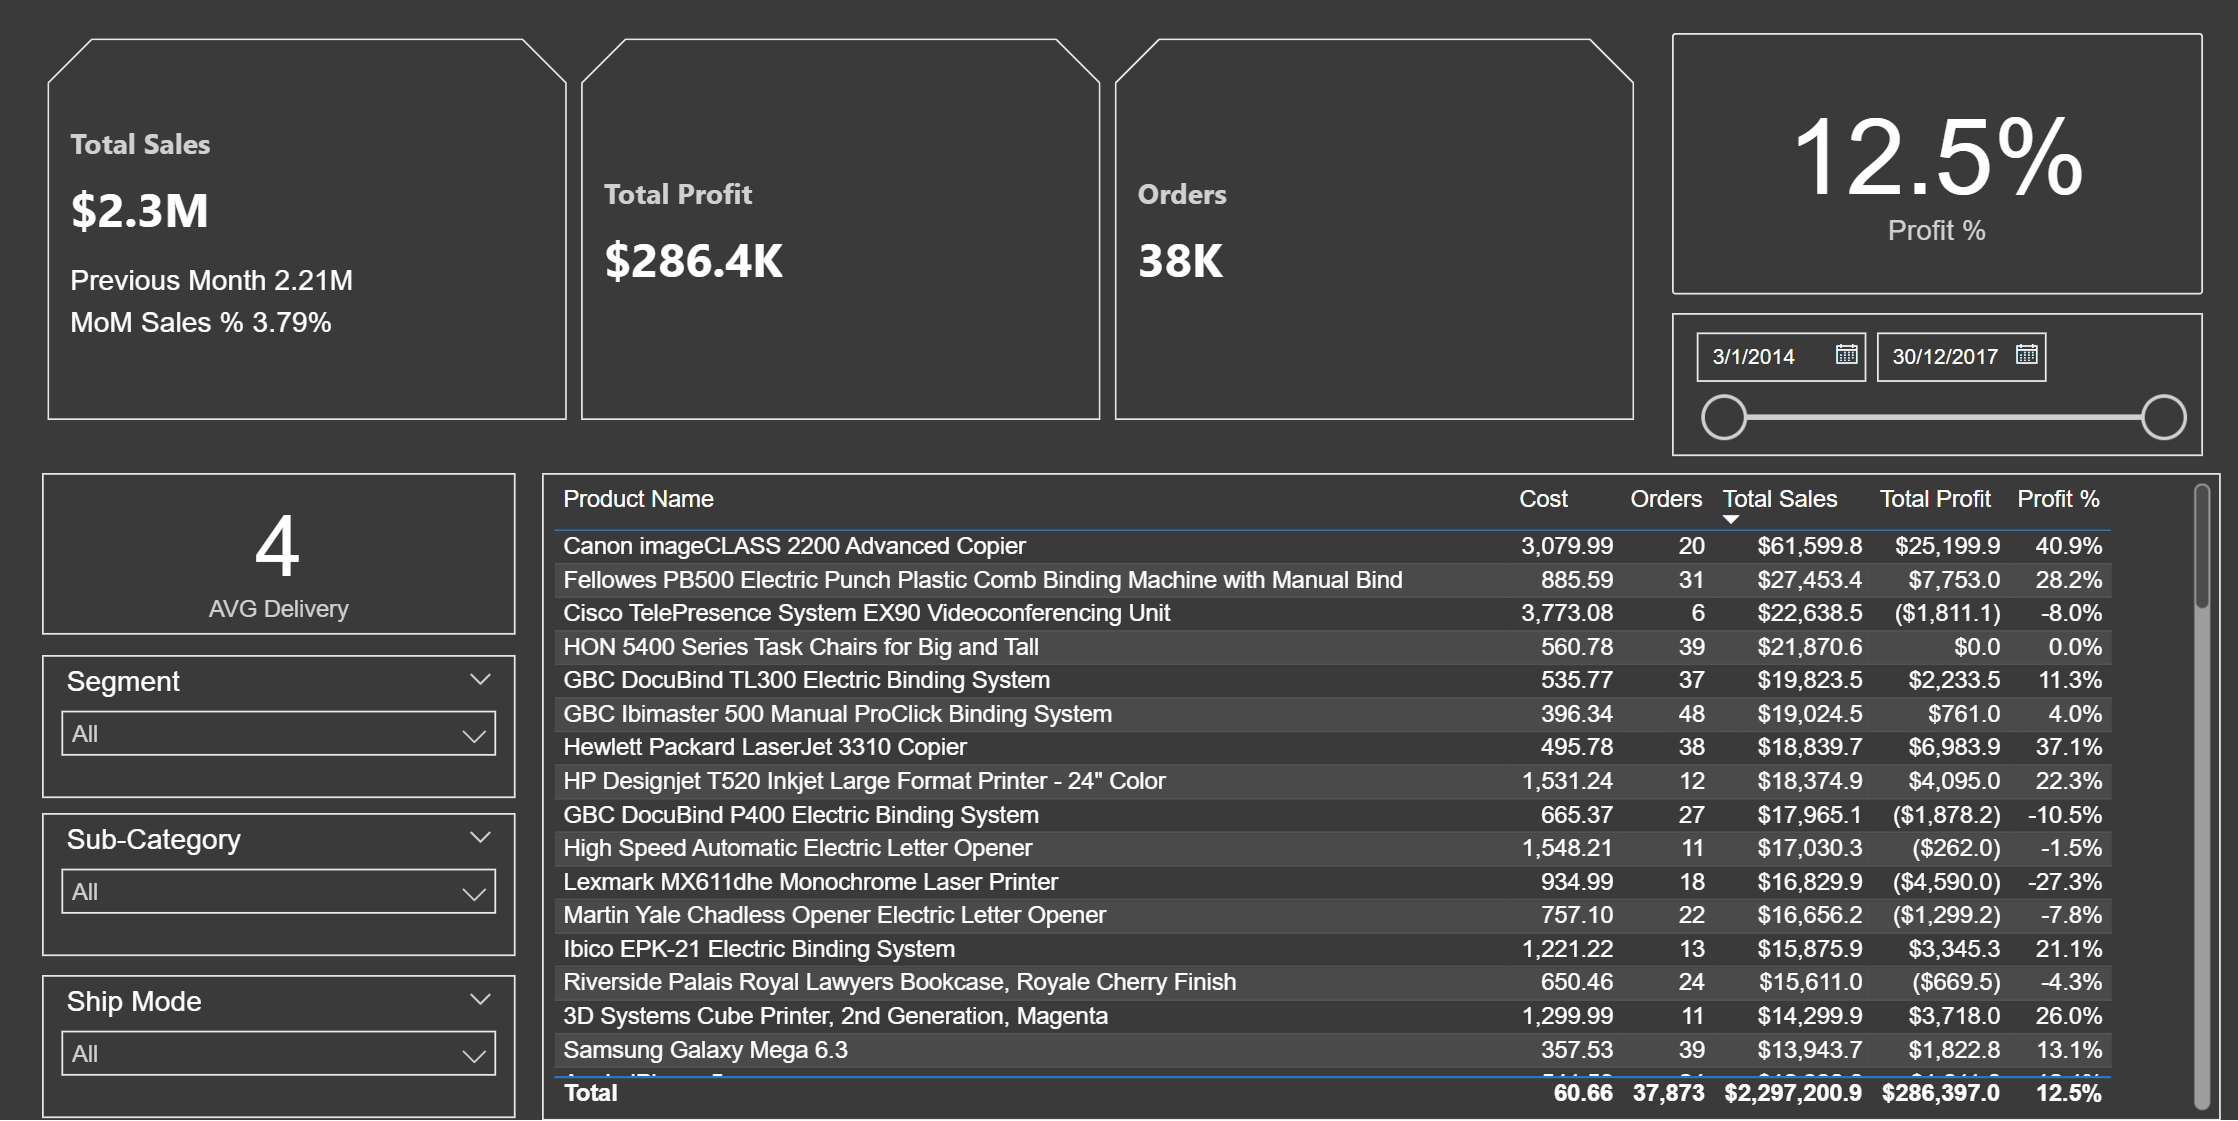 Total Sales
$2.3M
Previous Month 2.21M
MoM Sales % 3.79%
Total Profit
$286.4K
Orders
38K
12.5%
Profit %
3/1/2014 30/12/2017
4
AVG Delivery
Segment
All
Sub-Category
All
Ship Mode
All
Product Name Cost Orders Total Sales Total Profit Profit %
Canon imageCLASS 2200 Advanced Copier 3,079.99 20 $61,599.8 $25,199.9 40.9%
Fellowes PB500 Electric Punch Plastic Comb Binding Machine with Manual Bind 885.59 31 $27,453.4 $7,753.0 28.2%
Cisco TelePresence System EX90 Videoconferencing Unit 3,773.08 6 $22,638.5 ($1,811.1) -8.0%
HON 5400 Series Task Chairs for Big and Tall 560.78 39 $21,870.6 $0.0 0.0%
GBC DocuBind TL300 Electric Binding System 535.77 37 $19,823.5 $2,233.5 11.3%
GBC Ibimaster 500 Manual ProClick Binding System 396.34 48 $19,024.5 $761.0 4.0%
Hewlett Packard LaserJet 3310 Copier 495.78 38 $18,839.7 $6,983.9 37.1%
HP Designjet T520 Inkjet Large Format Printer - 24" Color 1,531.24 12 $18,374.9 $4,095.0 22.3%
GBC DocuBind P400 Electric Binding System 665.37 27 $17,965.1 ($1,878.2) -10.5%
High Speed Automatic Electric Letter Opener 1,548.21 11 $17,030.3 ($262.0) -1.5%
Lexmark MX611dhe Monochrome Laser Printer 934.99 18 $16,829.9 ($4,590.0) -27.3%
Martin Yale Chadless Opener Electric Letter Opener 757.10 22 $16,656.2 ($1,299.2) -7.8%
Ibico EPK-21 Electric Binding System 1,221.22 13 $15,875.9 $3,345.3 21.1%
Riverside Palais Royal Lawyers Bookcase, Royale Cherry Finish 650.46 24 $15,611.0 ($669.5) -4.3%
3D Systems Cube Printer, 2nd Generation, Magenta 1,299.99 11 $14,299.9 $3,718.0 26.0%
Samsung Galaxy Mega 6.3 357.53 39 $13,943.7 $1,822.8 13.1%
Total 60.66 37,873 $2,297,200.9 $286,397.0 12.5%